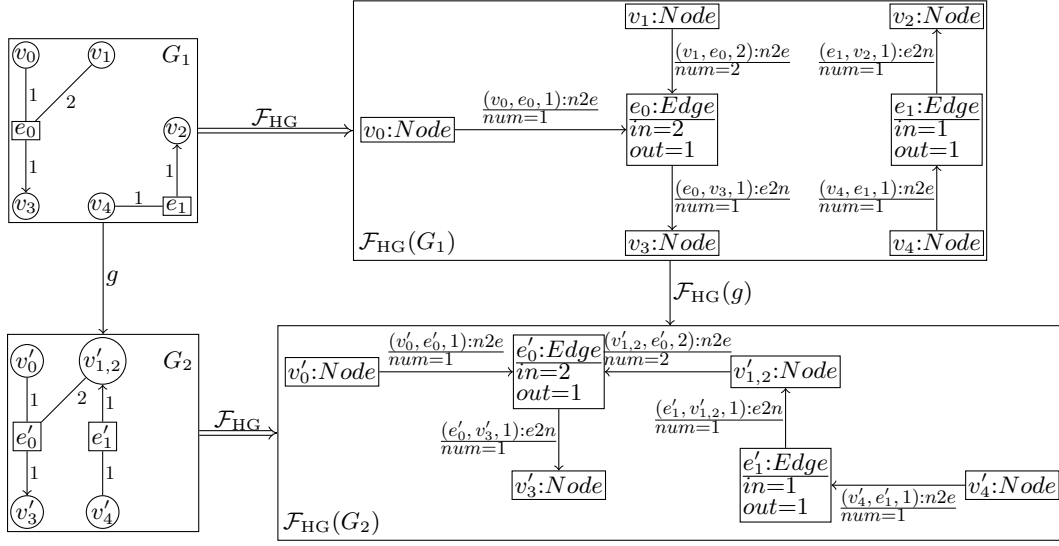 v₀ v₁ G₁
1 2
e₀
1
v₂
1
v₃ v₄ 1 e₁
ℱ_HG
v₁:Node v₂:Node
(v₁, e₀, 2):n2e
num=2
(e₁, v₂, 1):e2n
num=1
(v₀, e₀, 1):n2e
num=1
v₀:Node
e₀:Edge
in=2
out=1
e₁:Edge
in=1
out=1
(e₀, v₃, 1):e2n
num=1
(v₄, e₁, 1):n2e
num=1
ℱ_HG(G₁)
v₃:Node v₄:Node
g
ℱ_HG(g)
v′₀ v′₁,₂ G₂
1 2 1
e′₀ e′₁
1 1
v′₃ v′₄
ℱ_HG
v′₀:Node
(v′₀, e′₀, 1):n2e
num=1
e′₀:Edge
in=2
out=1
(v′₁,₂, e′₀, 2):n2e
num=2
v′₁,₂:Node
(e′₀, v′₃, 1):e2n
num=1
(e′₁, v′₁,₂, 1):e2n
num=1
v′₃:Node
e′₁:Edge
in=1
out=1
(v′₄, e′₁, 1):n2e
num=1
v′₄:Node
ℱ_HG(G₂)